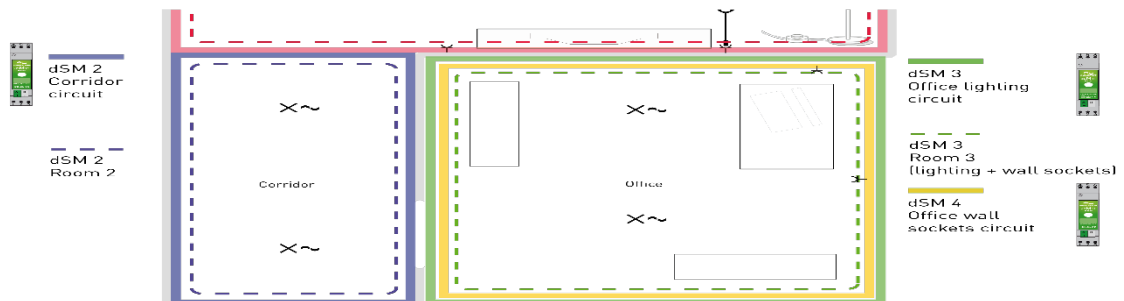 dSM 2
Corridor
circuit
dSM 2
Room 2
Corridor
Office
dSM 3
Office lighting
circuit
dSM 3
Room 3
(lighting + wall sockets)
dSM 4
Office wall
sockets circuit